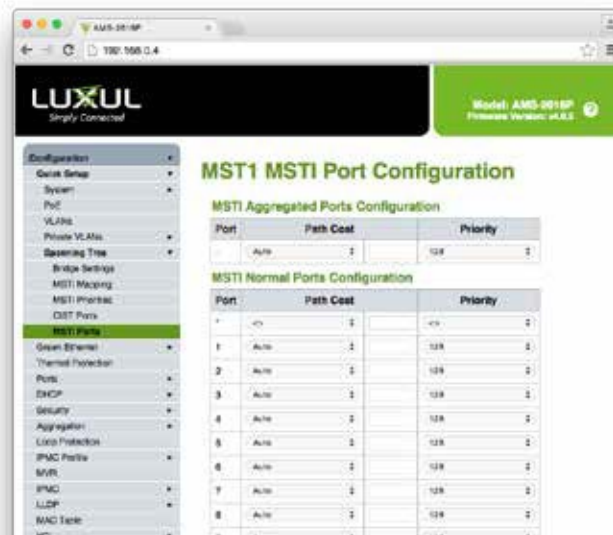 AMS-2616P
192.168.0.4
LUXUL
Simply Connected
Model: AMS-2616P
Firmware Version:
Configuration
Quick Setup
System
PoE
VLANs
Private VLANs
Spanning Tree
Bridge Settings
MSTI Mapping
MSTI Priorities
CIST Ports
MSTI Ports
Green Ethernet
Thermal Protection
Ports
DHCP
Security
Aggregation
Loop Protection
IPMC Profile
MVR
IPMC
LLDP
MAC Table
MST1 MSTI Port Configuration
MSTI Aggregated Ports Configuration
Port Path Cost Priority
- Auto 128
MSTI Normal Ports Configuration
Port Path Cost Priority
* <> <>
1 Auto 128
2 Auto 128
3 Auto 128
4 Auto 128
5 Auto 128
6 Auto 128
7 Auto 128
8 Auto 128